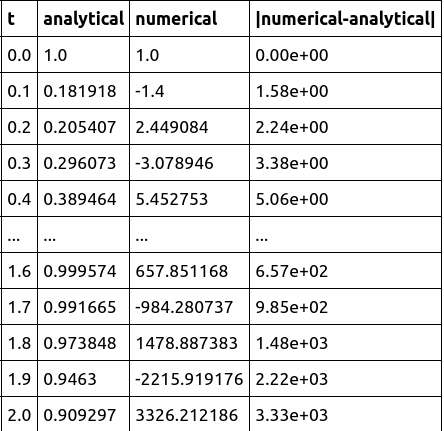 t analytical numerical |numerical-analytical|
0.0 1.0 1.0 0.00e+00
0.1 0.181918 -1.4 1.58e+00
0.2 0.205407 2.449084 2.24e+00
0.3 0.296073 -3.078946 3.38e+00
0.4 0.389464 5.452753 5.06e+00
... ... ... ...
1.6 0.999574 657.851168 6.57e+02
1.7 0.991665 -984.280737 9.85e+02
1.8 0.973848 1478.887383 1.48e+03
1.9 0.9463 -2215.919176 2.22e+03
2.0 0.909297 3326.212186 3.33e+03